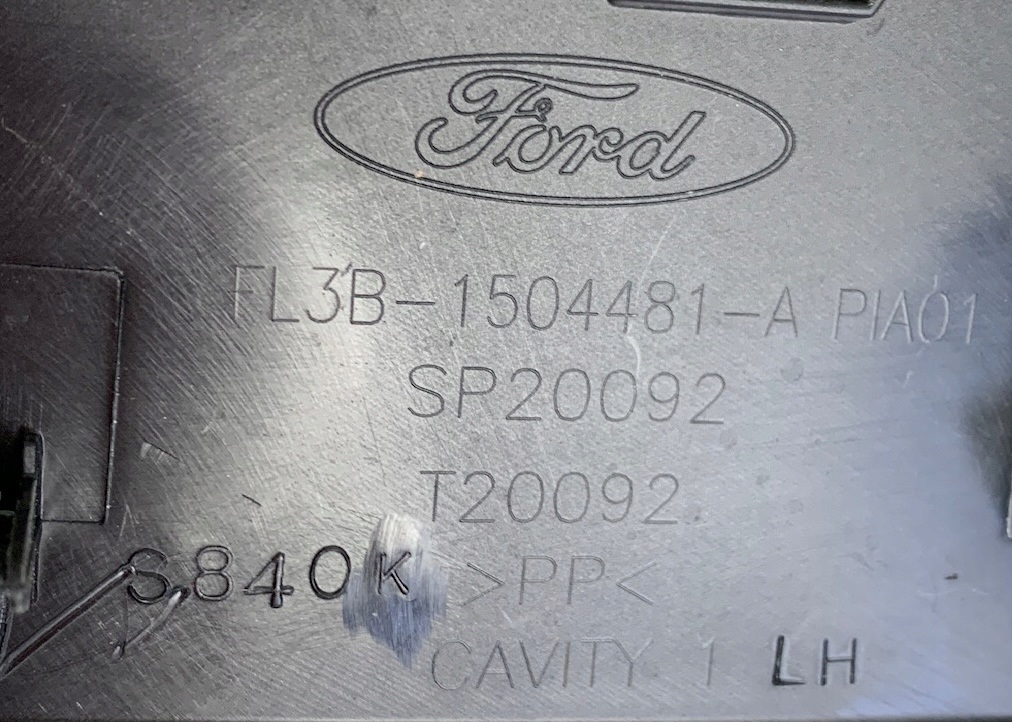 Ford
FL3B-1504481-A PIA01
SP20092
T20092
S840K >PP<
CAVITY 1 LH